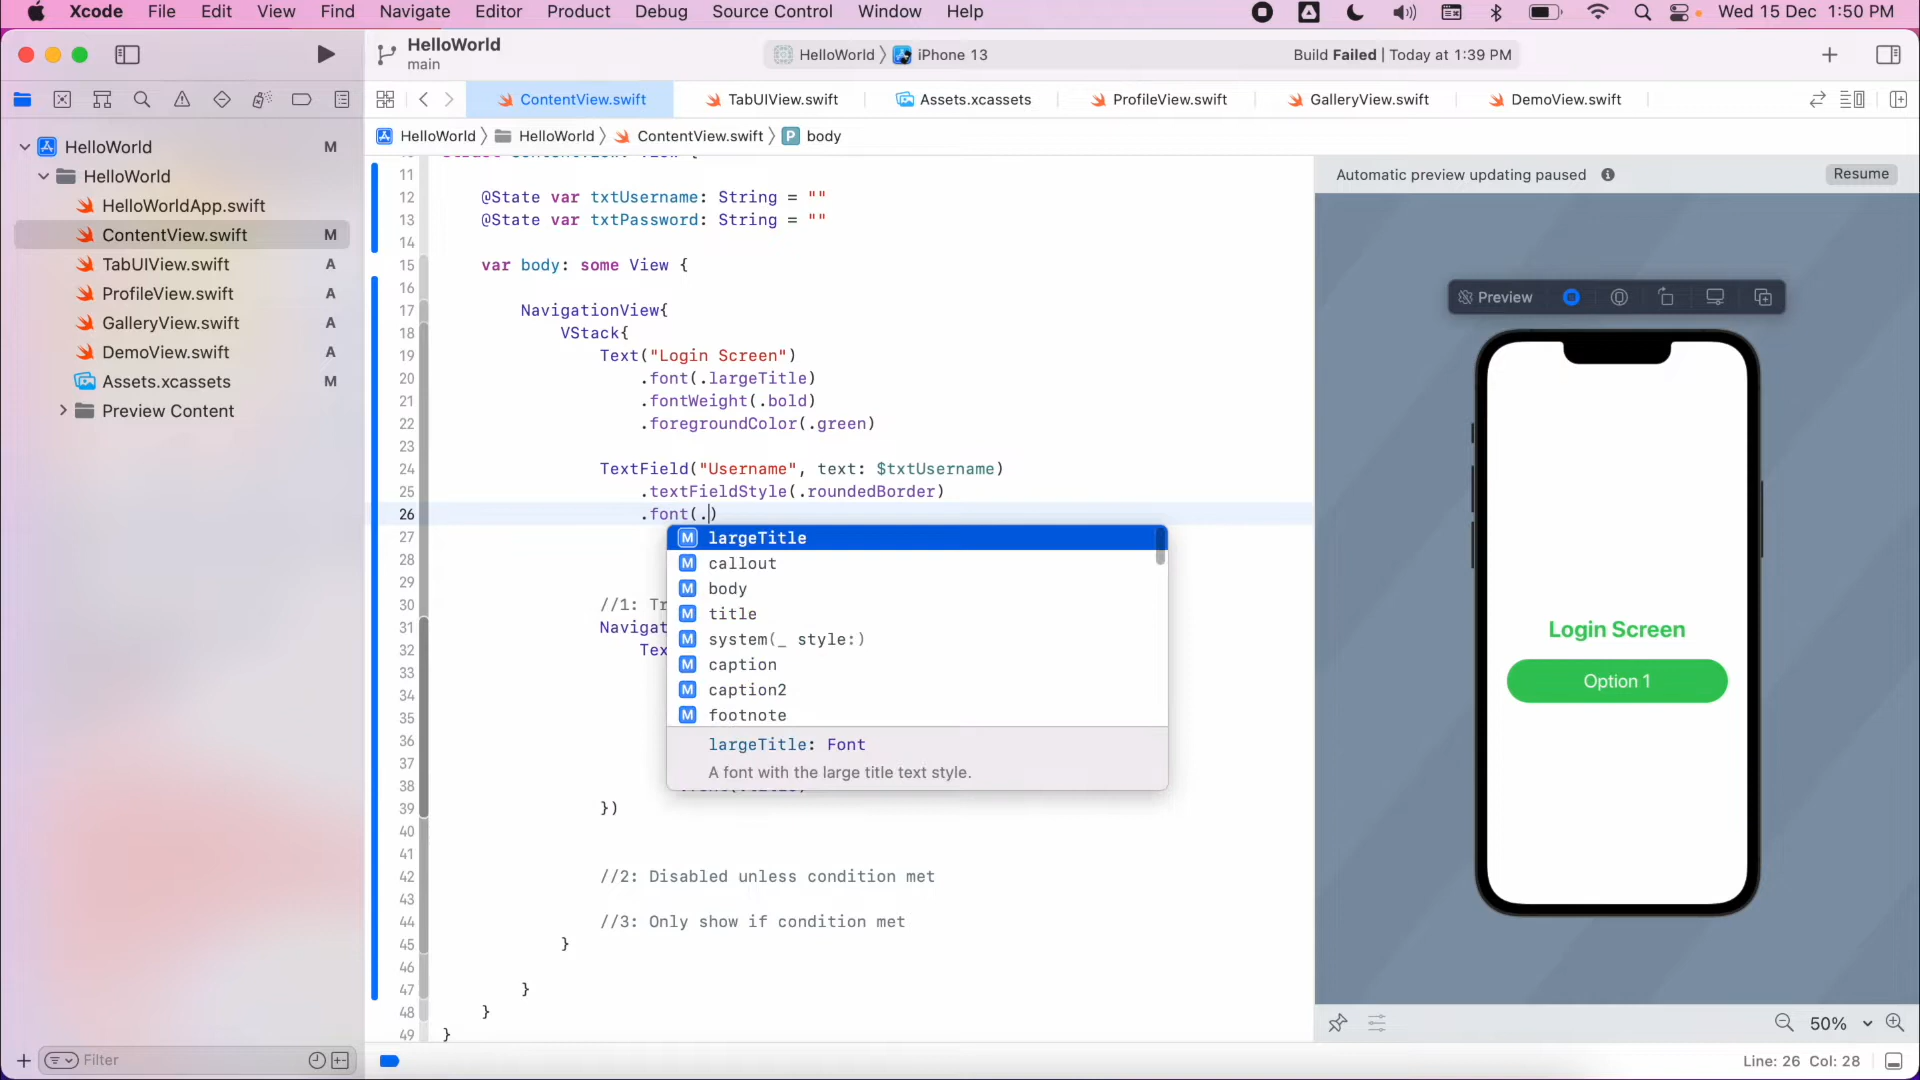 Xcode File Edit View Find Navigate Editor Product Debug Source Control Window Help Wed 15 Dec 1:50 PM
HelloWorld
main
HelloWorld iPhone 13 Build Failed | Today at 1:39 PM
ContentView.swift TabUIView.swift Assets.xcassets ProfileView.swift GalleryView.swift DemoView.swift
HelloWorld HelloWorld ContentView.swift P body
HelloWorld M
HelloWorld
HelloWorldApp.swift
ContentView.swift M
TabUIView.swift A
ProfileView.swift A
GalleryView.swift A
DemoView.swift A
Assets.xcassets M
Preview Content
Filter
11
12 @State var txtUsername: String = ""
13 @State var txtPassword: String = ""
14
15 var body: some View {
16
17 NavigationView{
18 VStack{
19 Text("Login Screen")
20 .font(.largeTitle)
21 .fontWeight(.bold)
22 .foregroundColor(.green)
23
24 TextField("Username", text: $txtUsername)
25 .textFieldStyle(.roundedBorder)
26 .font(.)
27
28
29
30 //1: Tr
31 Navigat
32 Tex
33
34
35
36
37
38
39 })
40
41
42 //2: Disabled unless condition met
43
44 //3: Only show if condition met
45 }
46
47 }
48 }
49 }
M largeTitle
M callout
M body
M title
M system(_ style:)
M caption
M caption2
M footnote
largeTitle: Font
A font with the large title text style.
Automatic preview updating paused Resume
Preview
Login Screen
Option 1
50%
Line: 26 Col: 28